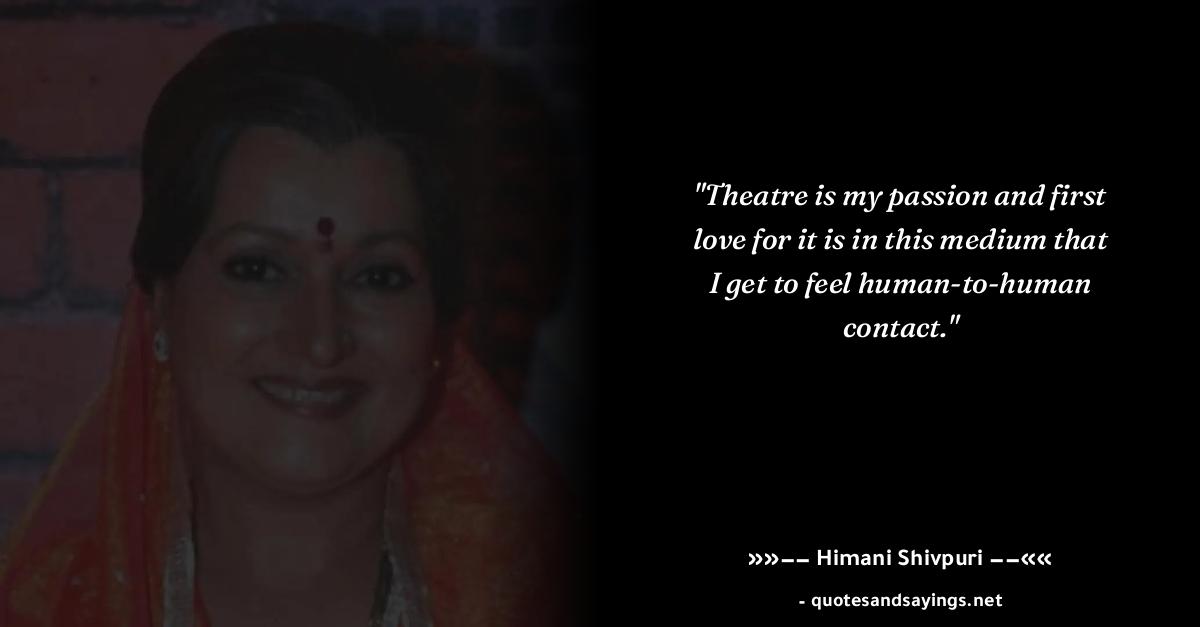 "Theatre is my passion and first
love for it is in this medium that
I get to feel human-to-human
contact."
»»−− Himani Shivpuri −−««
- quotesandsayings.net